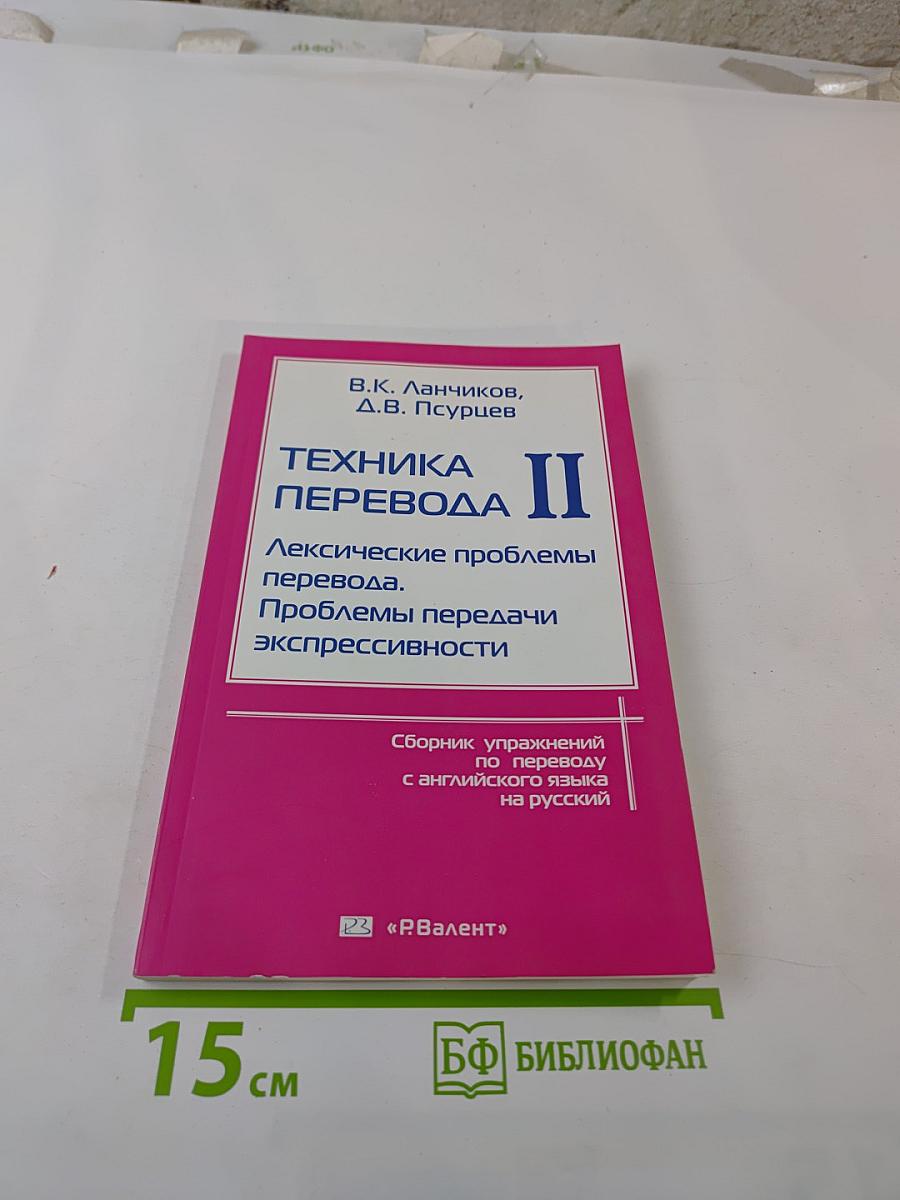 В.К. Ланчиков,
Д.В. Псурцев
ТЕХНИКА
ПЕРЕВОДА II
Лексические проблемы
перевода.
Проблемы передачи
экспрессивности
Сборник упражнений
по переводу
с английского языка
на русский
«Р.Валент»
15 см
БФ БИБЛИОФАН